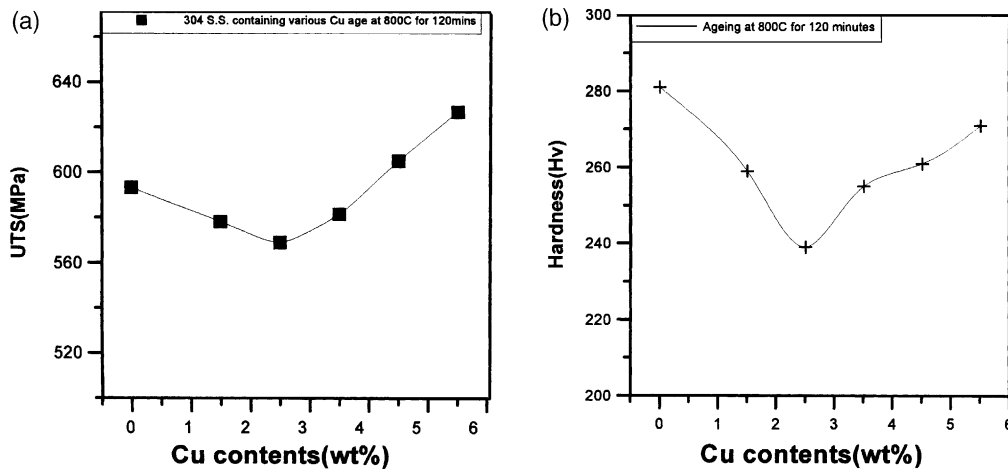 (a)
304 S.S. containing various Cu age at 800C for 120mins
640
600
560
520
UTS(MPa)
0 1 2 3 4 5 6
Cu contents(wt%)
(b)
Ageing at 800C for 120 minutes
300
280
260
240
220
200
Hardness(Hv)
0 1 2 3 4 5 6
Cu contents(wt%)